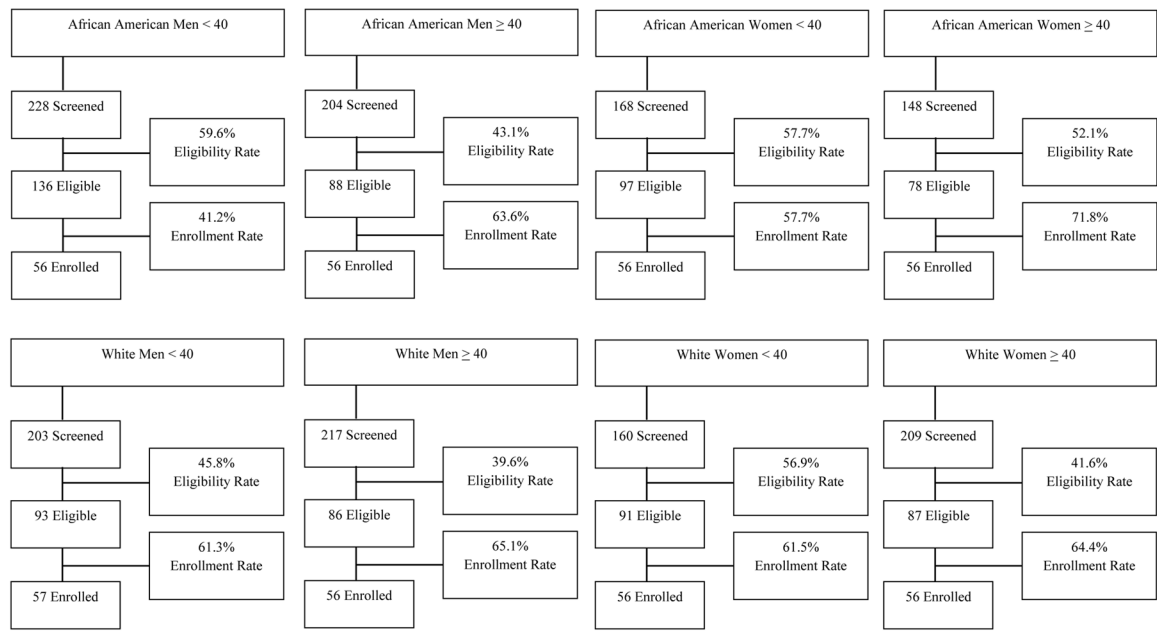 African American Men < 40
228 Screened
59.6%
Eligibility Rate
136 Eligible
41.2%
Enrollment Rate
56 Enrolled
African American Men ≥ 40
204 Screened
43.1%
Eligibility Rate
88 Eligible
63.6%
Enrollment Rate
56 Enrolled
African American Women < 40
168 Screened
57.7%
Eligibility Rate
97 Eligible
57.7%
Enrollment Rate
56 Enrolled
African American Women ≥ 40
148 Screened
52.1%
Eligibility Rate
78 Eligible
71.8%
Enrollment Rate
56 Enrolled
White Men < 40
203 Screened
45.8%
Eligibility Rate
93 Eligible
61.3%
Enrollment Rate
57 Enrolled
White Men ≥ 40
217 Screened
39.6%
Eligibility Rate
86 Eligible
65.1%
Enrollment Rate
56 Enrolled
White Women < 40
160 Screened
56.9%
Eligibility Rate
91 Eligible
61.5%
Enrollment Rate
56 Enrolled
White Women ≥ 40
209 Screened
41.6%
Eligibility Rate
87 Eligible
64.4%
Enrollment Rate
56 Enrolled